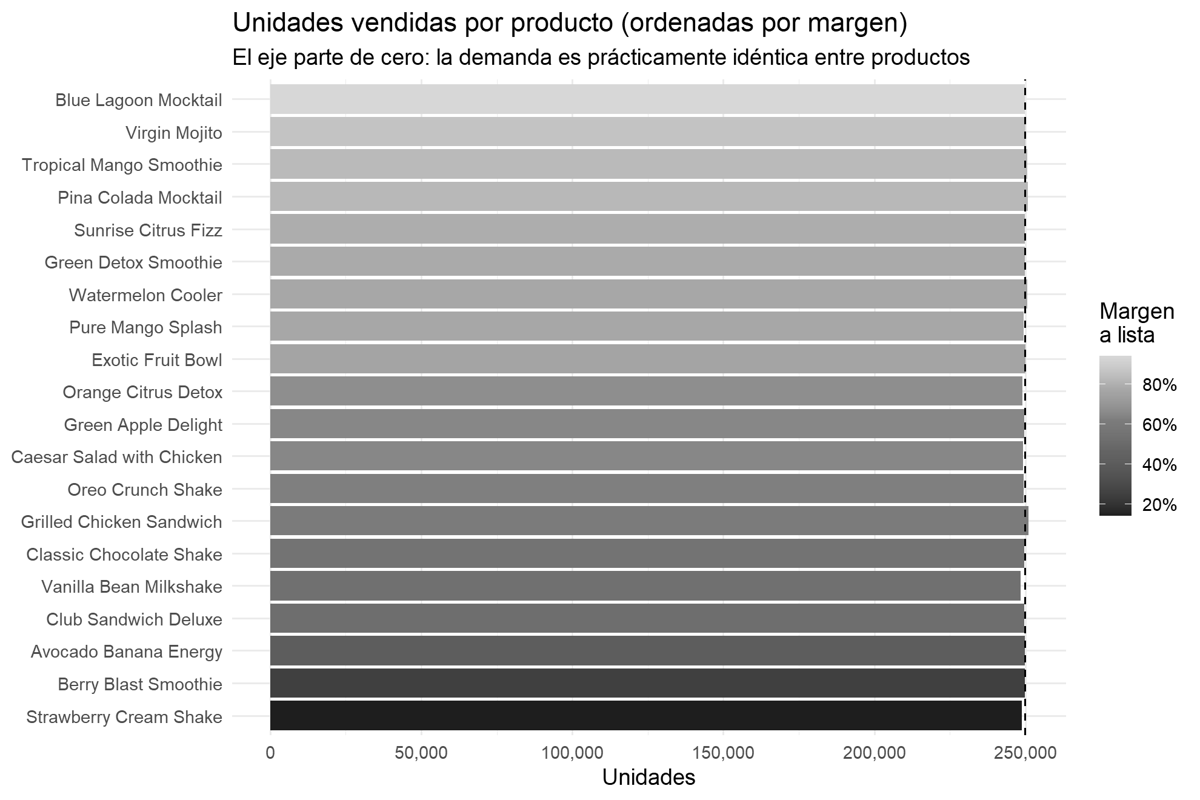 Unidades vendidas por producto (ordenadas por margen)
El eje parte de cero: la demanda es prácticamente idéntica entre productos
Blue Lagoon Mocktail
Virgin Mojito
Tropical Mango Smoothie
Pina Colada Mocktail
Sunrise Citrus Fizz
Green Detox Smoothie
Watermelon Cooler
Pure Mango Splash
Exotic Fruit Bowl
Orange Citrus Detox
Green Apple Delight
Caesar Salad with Chicken
Oreo Crunch Shake
Grilled Chicken Sandwich
Classic Chocolate Shake
Vanilla Bean Milkshake
Club Sandwich Deluxe
Avocado Banana Energy
Berry Blast Smoothie
Strawberry Cream Shake
0 50,000 100,000 150,000 200,000 250,000
Unidades
Margen
a lista
80%
60%
40%
20%